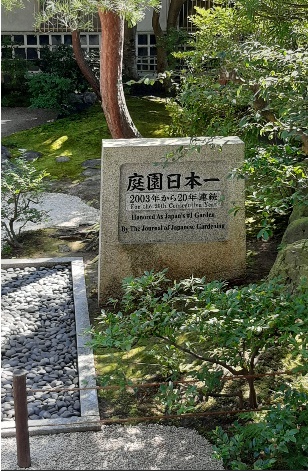 庭園日本一
2003年から20年連続
For the 20th Consecutive Year
Honored As Japan's #1 Garden
By The Journal of Japanese Gardening